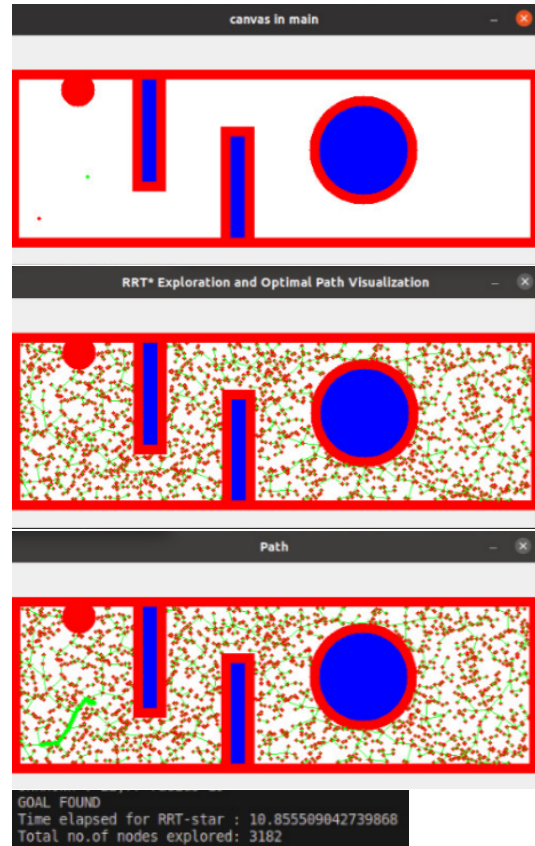 canvas in main
RRT* Exploration and Optimal Path Visualization
Path
GOAL FOUND
Time elapsed for RRT-star : 10.855509042739868
Total no.of nodes explored: 3182